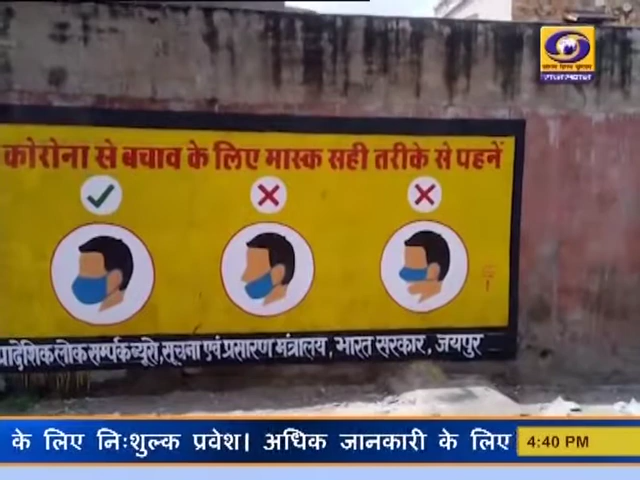 कोरोना से बचाव के लिए मास्क सही तरीके से पहनें
प्रादेशिक लोक सम्पर्क ब्यूरो, सूचना एवं प्रसारण मंत्रालय, भारत सरकार, जयपुर
के लिए निःशुल्क प्रवेश। अधिक जानकारी के लिए
4:40 PM